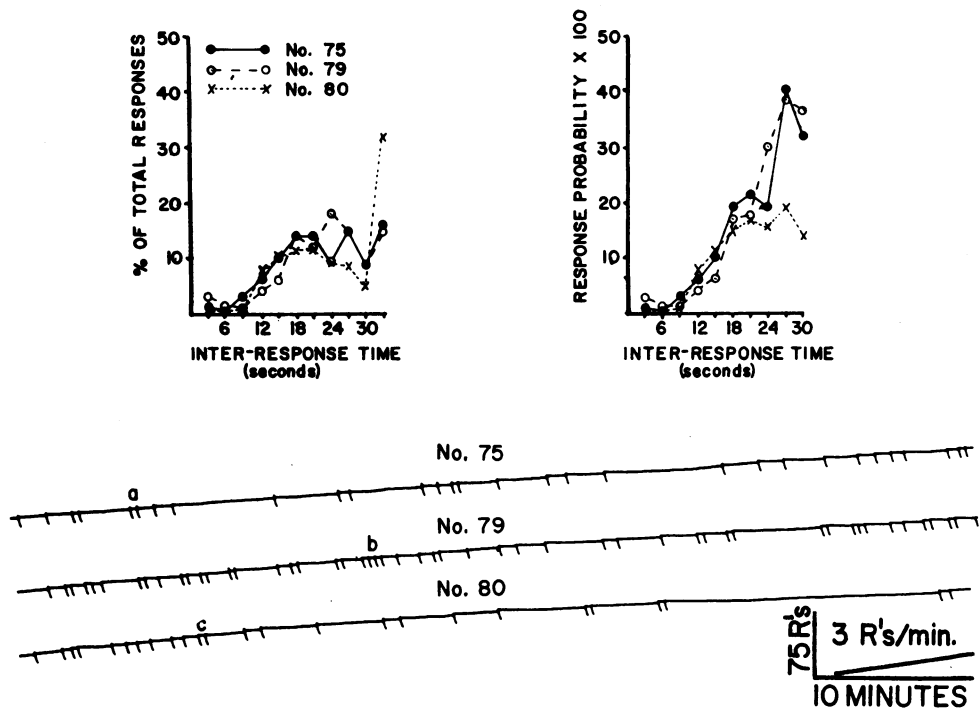 50
40
30
20
10
% OF TOTAL RESPONSES
No. 75
No. 79
No. 80
6 12 18 24 30
INTER-RESPONSE TIME
(seconds)
50
40
30
20
10
RESPONSE PROBABILITY X 100
6 12 18 24 30
INTER-RESPONSE TIME
(seconds)
No. 75
a
No. 79
b
No. 80
c
75 R's
3 R's/min.
10 MINUTES